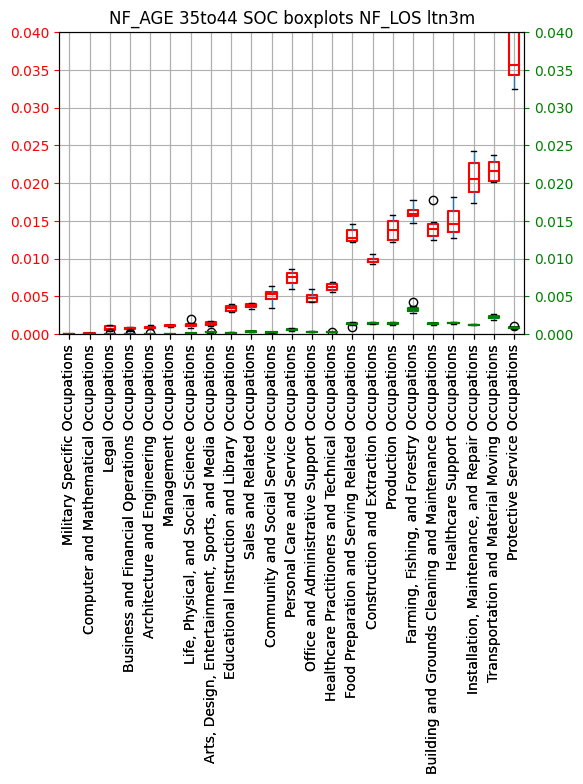 NF_AGE 35to44 SOC boxplots NF_LOS ltn3m
0.040
0.035
0.030
0.025
0.020
0.015
0.010
0.005
0.000
0.040
0.035
0.030
0.025
0.020
0.015
0.010
0.005
0.000
Military Specific Occupations
Computer and Mathematical Occupations
Legal Occupations
Business and Financial Operations Occupations
Architecture and Engineering Occupations
Management Occupations
Life, Physical, and Social Science Occupations
Arts, Design, Entertainment, Sports, and Media Occupations
Educational Instruction and Library Occupations
Sales and Related Occupations
Community and Social Service Occupations
Personal Care and Service Occupations
Office and Administrative Support Occupations
Healthcare Practitioners and Technical Occupations
Food Preparation and Serving Related Occupations
Construction and Extraction Occupations
Production Occupations
Farming, Fishing, and Forestry Occupations
Building and Grounds Cleaning and Maintenance Occupations
Healthcare Support Occupations
Installation, Maintenance, and Repair Occupations
Transportation and Material Moving Occupations
Protective Service Occupations